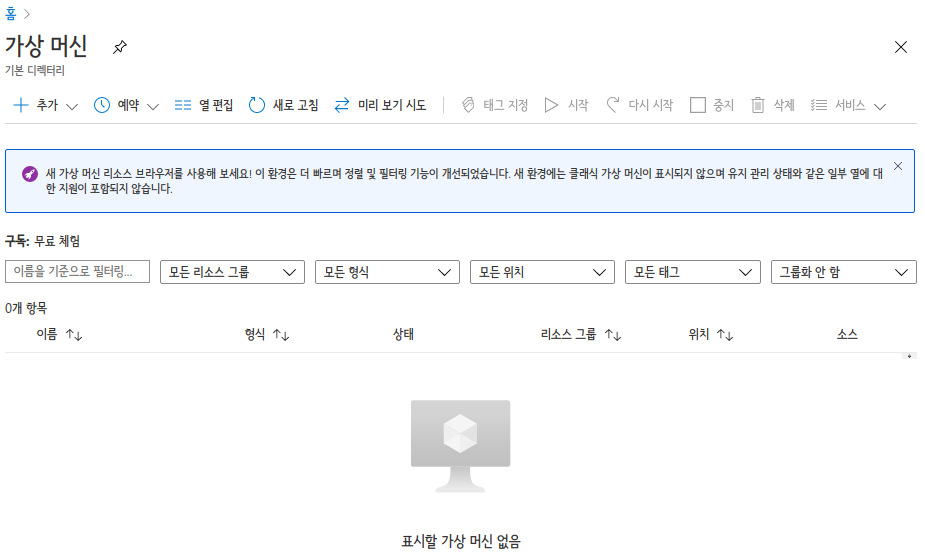 홈
가상 머신
기본 디렉터리
추가 예약 열 편집 새로 고침 미리 보기 시도 태그 지정 시작 다시 시작 중지 삭제 서비스
새 가상 머신 리소스 브라우저를 사용해 보세요! 이 환경은 더 빠르며 정렬 및 필터링 기능이 개선되었습니다. 새 환경에는 클래식 가상 머신이 표시되지 않으며 유지 관리 상태와 같은 일부 열에 대
한 지원이 포함되지 않습니다.
구독: 무료 체험
이름을 기준으로 필터링... 모든 리소스 그룹 모든 형식 모든 위치 모든 태그 그룹화 안 함
0개 항목
이름 형식 상태 리소스 그룹 위치 소스
표시할 가상 머신 없음